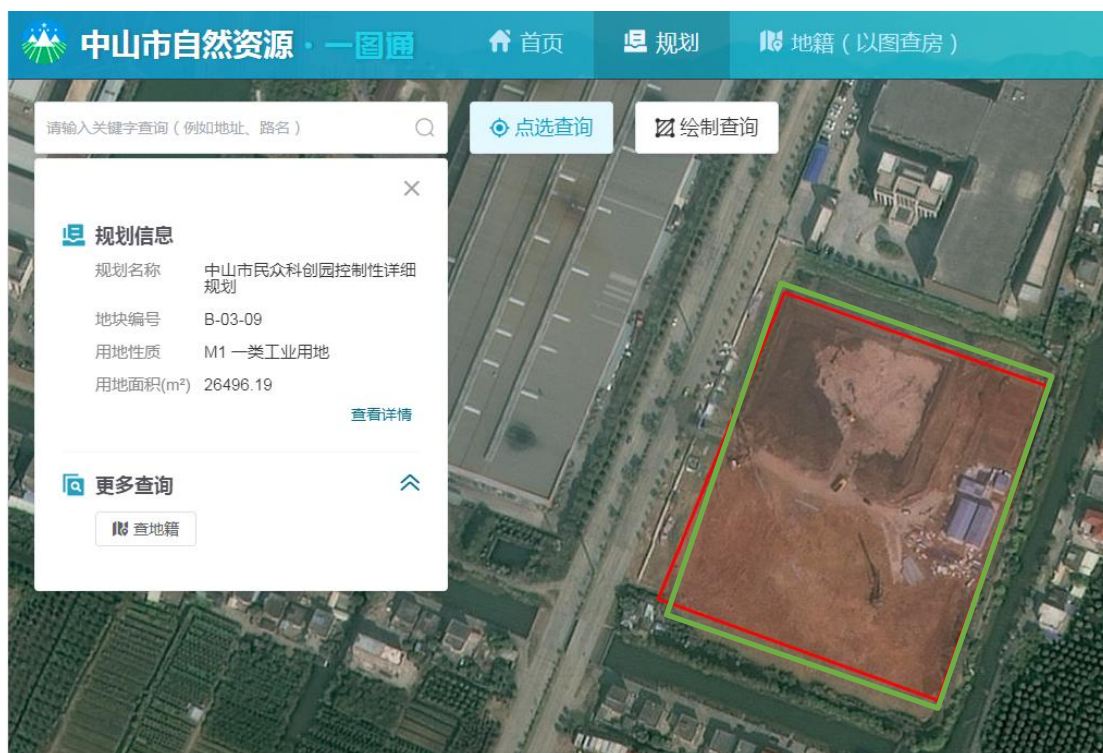 中山市自然资源·一图通
首页
规划
地籍（以图查房）
请输入关键字查询（例如地址、路名）
点选查询
绘制查询
规划信息
规划名称 中山市民众科创园控制性详细
规划
地块编号 B-03-09
用地性质 M1 一类工业用地
用地面积(m²) 26496.19
查看详情
更多查询
查地籍